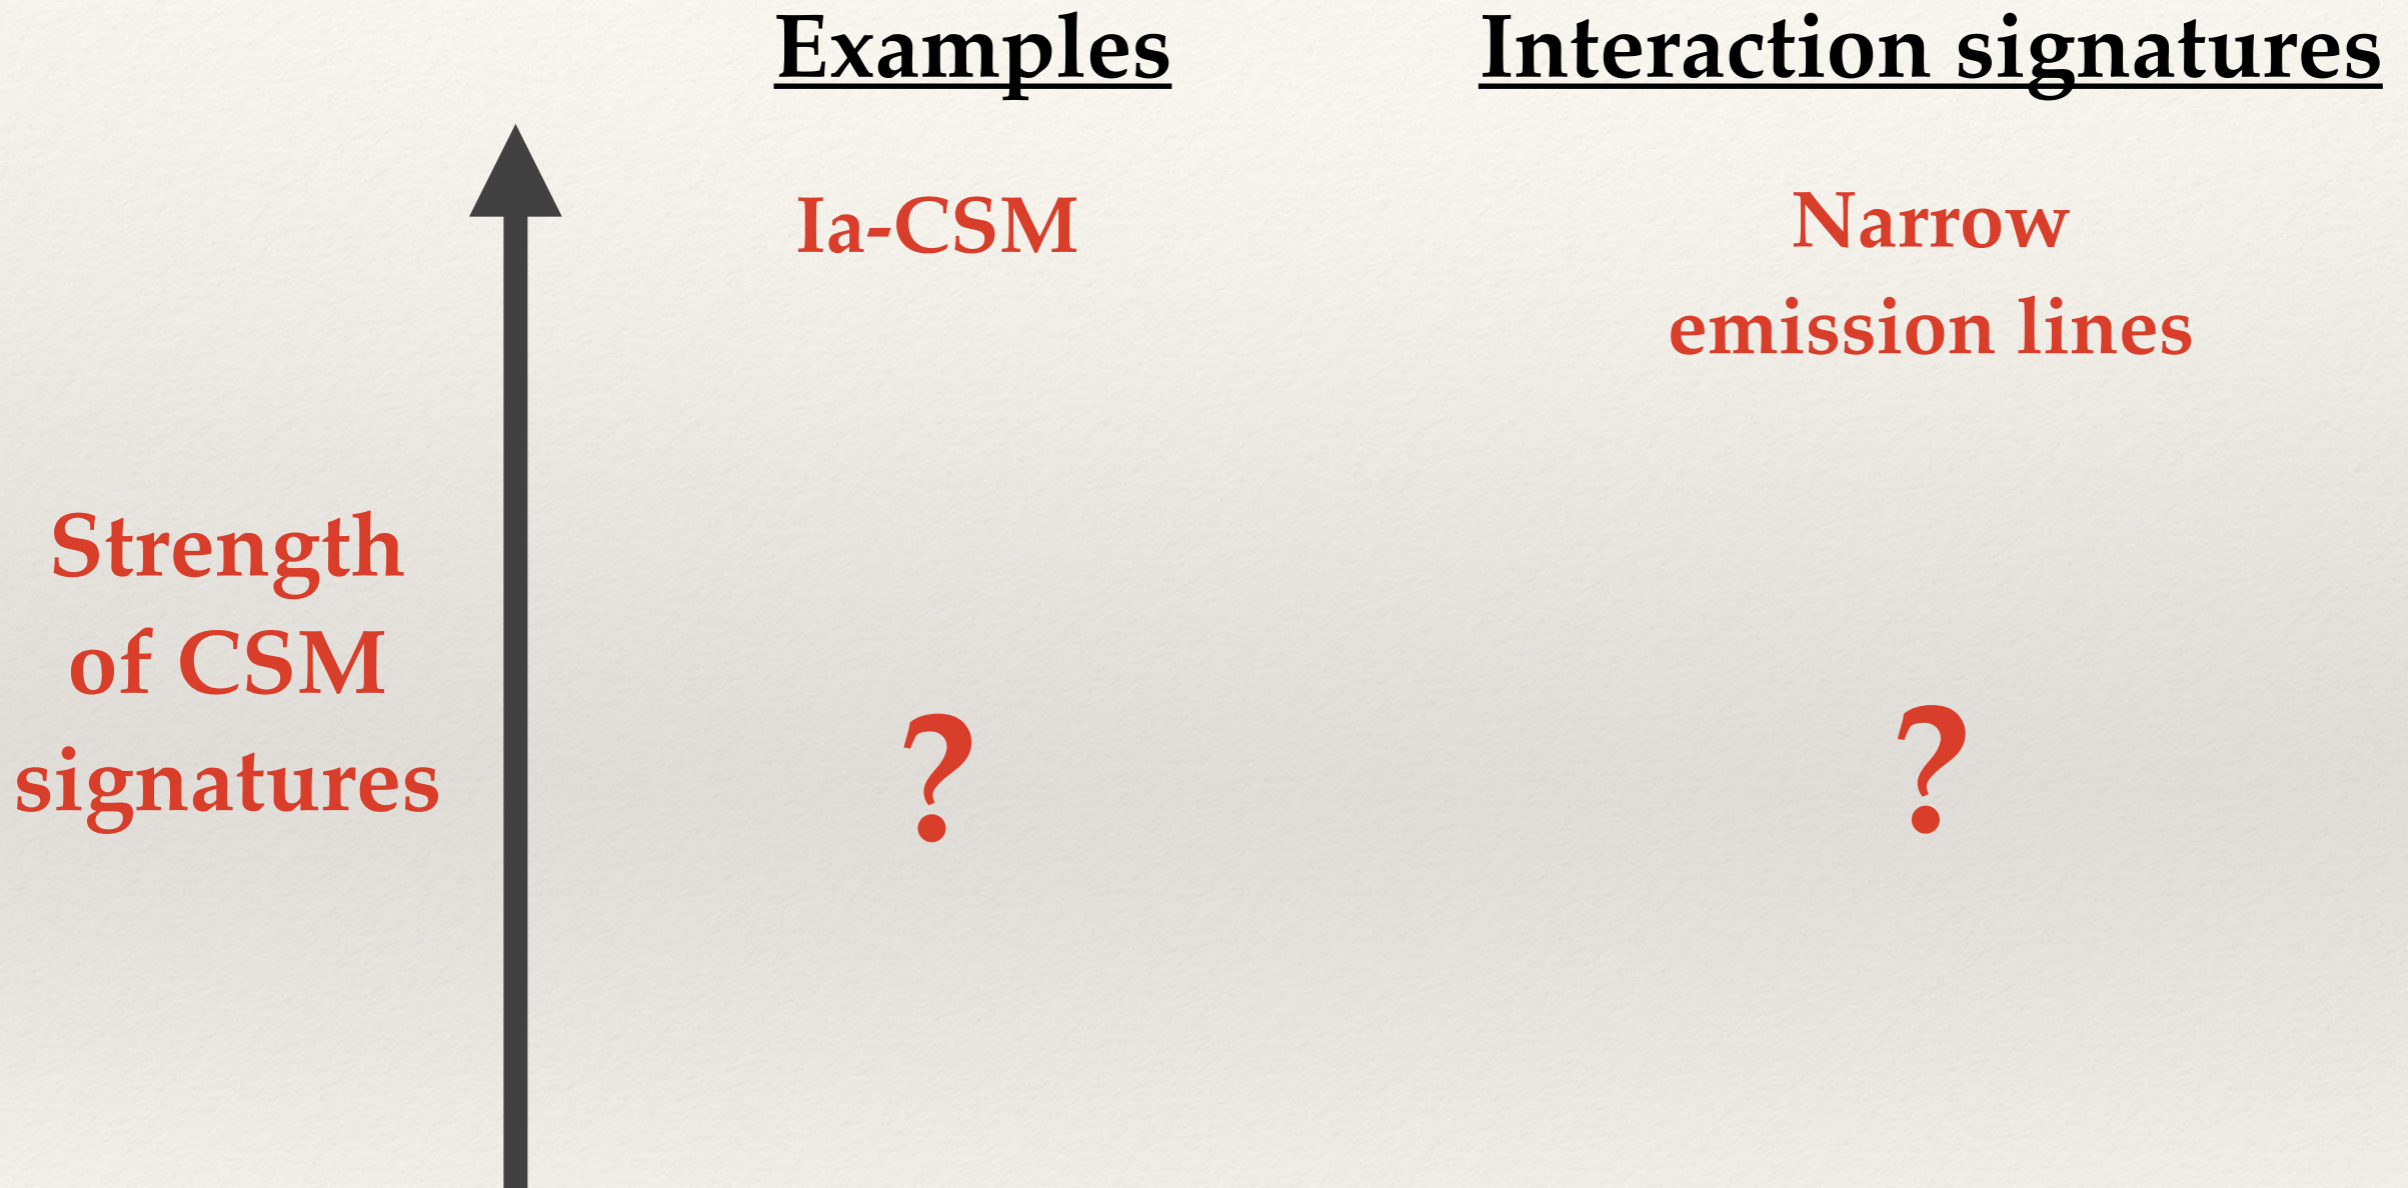 Examples
Interaction signatures
Ia-CSM
Narrow
emission lines
Strength
of CSM
signatures
?
?